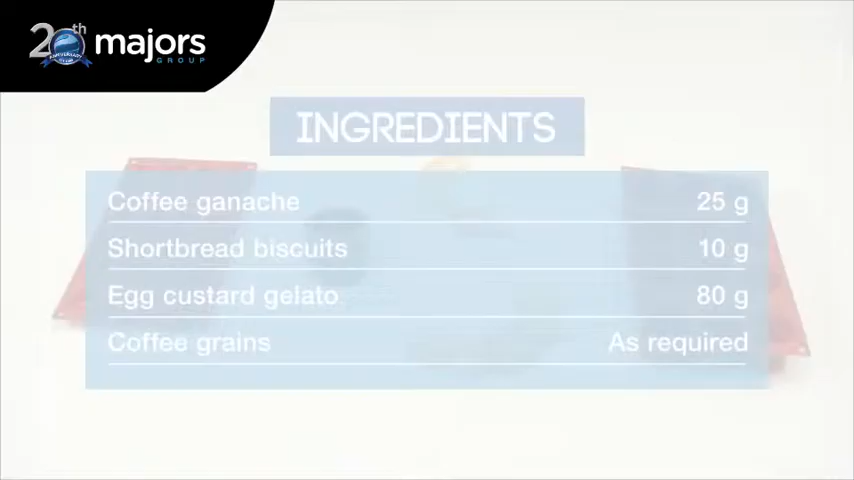 20th
majors
GROUP
INGREDIENTS
Coffee ganache 25 g
Shortbread biscuits 10 g
Egg custard gelato 80 g
Coffee grains As required